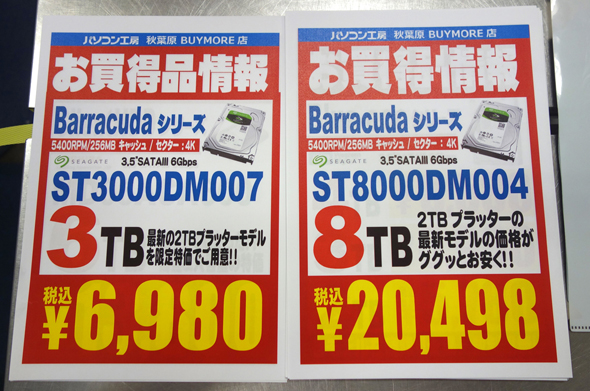 パソコン工房 秋葉原 BUYMORE 店
お買得品情報
Barracuda シリーズ
5400RPM/256MB キャッシュ / セクター：4K
SEAGATE
3.5"SATAIII 6Gbps
ST3000DM007
3TB
最新の2TBプラッターモデル
を限定特価でご用意!!
税込
¥6,980
パソコン工房 秋葉原 BUYMORE 店
お買得情報
Barracuda シリーズ
5400RPM/256MB キャッシュ / セクター：4K
SEAGATE
3.5"SATAIII 6Gbps
ST8000DM004
8TB
2TBプラッターの
最新モデルの価格が
ググッとお安く!!
税込
¥20,498